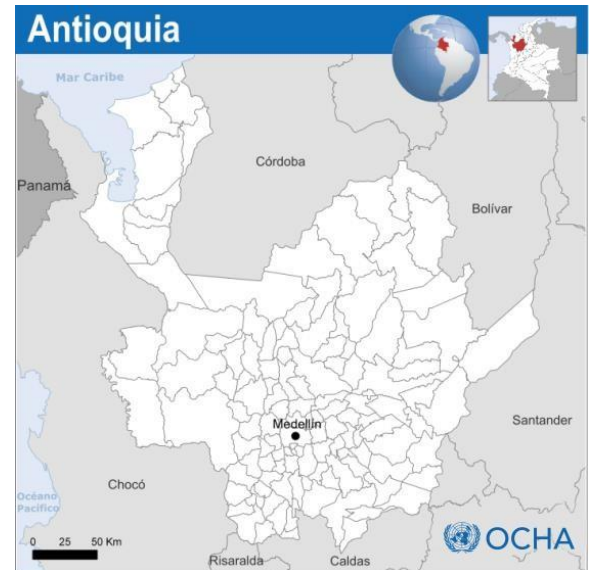 Antioquia
Mar Caribe
Panamá
Córdoba
Bolívar
Medellín
Santander
Chocó
Océano
Pacífico
0 25 50 Km
OCHA
Risaralda
Caldas